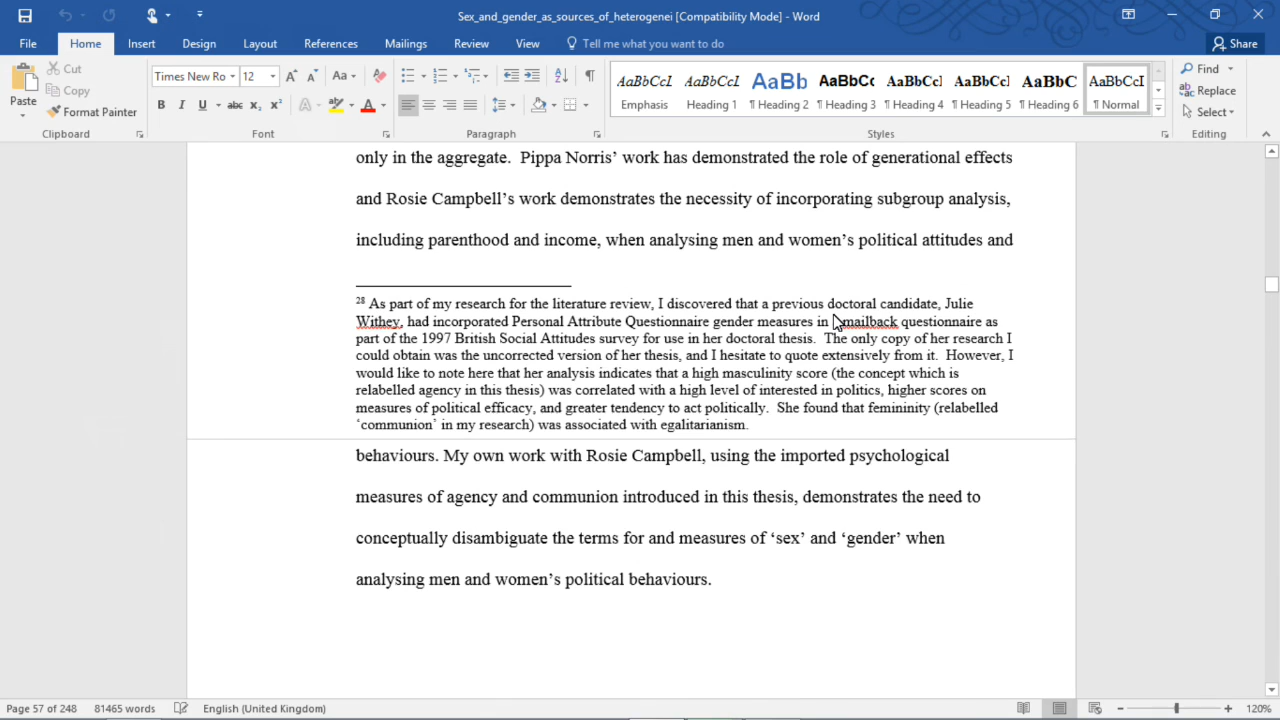 Sex_and_gender_as_sources_of_heterogenei [Compatibility Mode] - Word
File Home Insert Design Layout References Mailings Review View Tell me what you want to do Share
Paste
Cut
Copy
Format Painter
Times New Ro 12
Aa
B I U abc x₂ x²
AaBbCcI AaBbCcI AaBb AaBbCc AaBbCcI AaBbCcI AaBbC AaBbCcI
Emphasis Heading 1 ¶ Heading 2 ¶ Heading 3 ¶ Heading 4 ¶ Heading 5 ¶ Heading 6 ¶ Normal
Find
Replace
Select
Clipboard Font Paragraph Styles Editing
only in the aggregate. Pippa Norris’ work has demonstrated the role of generational effects
and Rosie Campbell’s work demonstrates the necessity of incorporating subgroup analysis,
including parenthood and income, when analysing men and women’s political attitudes and
28 As part of my research for the literature review, I discovered that a previous doctoral candidate, Julie
Withey, had incorporated Personal Attribute Questionnaire gender measures in mailback questionnaire as
part of the 1997 British Social Attitudes survey for use in her doctoral thesis. The only copy of her research I
could obtain was the uncorrected version of her thesis, and I hesitate to quote extensively from it. However, I
would like to note here that her analysis indicates that a high masculinity score (the concept which is
relabelled agency in this thesis) was correlated with a high level of interested in politics, higher scores on
measures of political efficacy, and greater tendency to act politically. She found that femininity (relabelled
‘communion’ in my research) was associated with egalitarianism.
behaviours. My own work with Rosie Campbell, using the imported psychological
measures of agency and communion introduced in this thesis, demonstrates the need to
conceptually disambiguate the terms for and measures of ‘sex’ and ‘gender’ when
analysing men and women’s political behaviours.
Page 57 of 248 81465 words English (United Kingdom) 120%